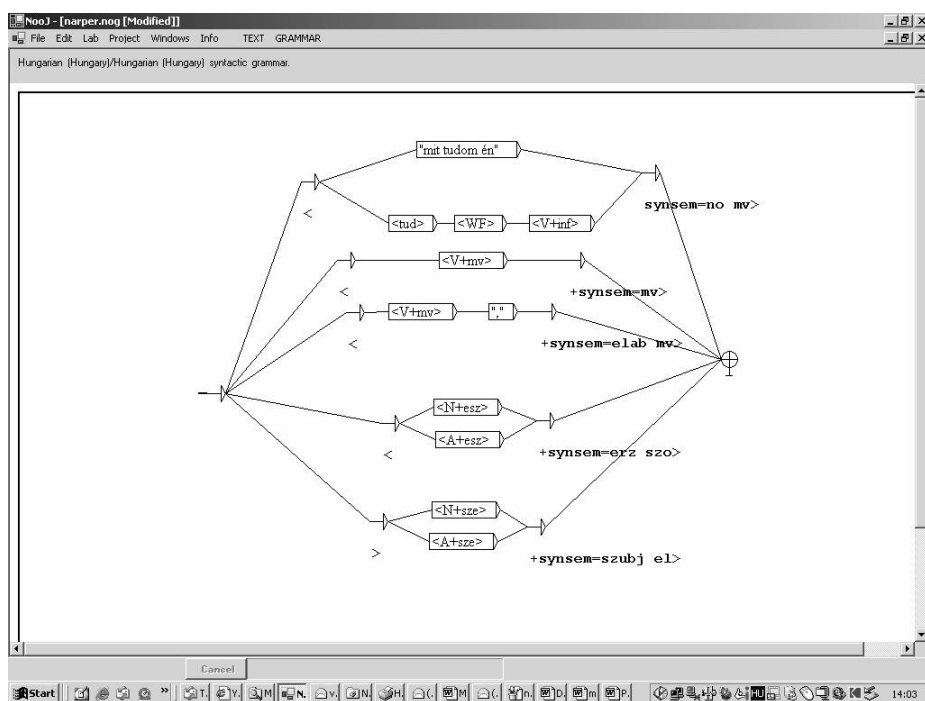 NooJ - [narper.nog [Modified]]
File Edit Lab Project Windows Info TEXT GRAMMAR
Hungarian (Hungary)/Hungarian (Hungary) syntactic grammar.
"mit tudom én"
<
synsem=no mv>
<tud> <WF> <V+inf>
<V+mv>
< +synsem=mv>
<V+mv> ","
< +synsem=elab mv>
<N+esz>
<A+esz>
< +synsem=erz szo>
<N+sze>
<A+sze>
> +synsem=szubj el>
Cancel
Start » T. Y. M N. v. N. H. (. M (. n. D. m P. HU 14:03